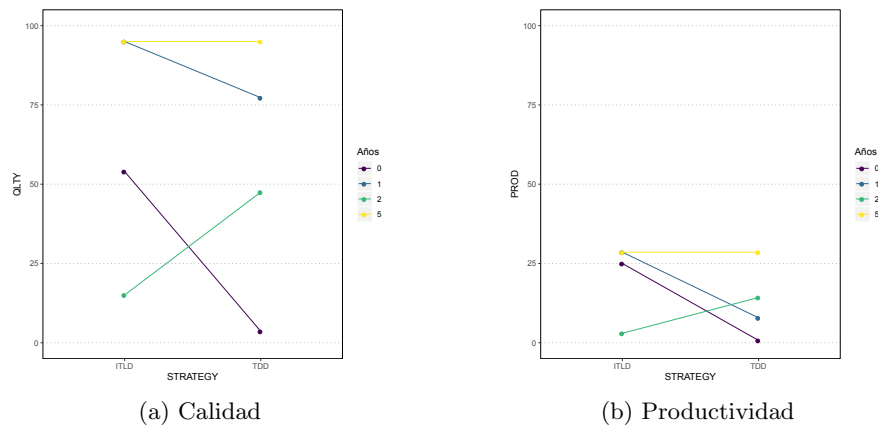 100
75
50
25
0
QLTY
ITLD
TDD
STRATEGY
Años
0
1
2
5
(a) Calidad
100
75
50
25
0
PROD
ITLD
TDD
STRATEGY
Años
0
1
2
5
(b) Productividad